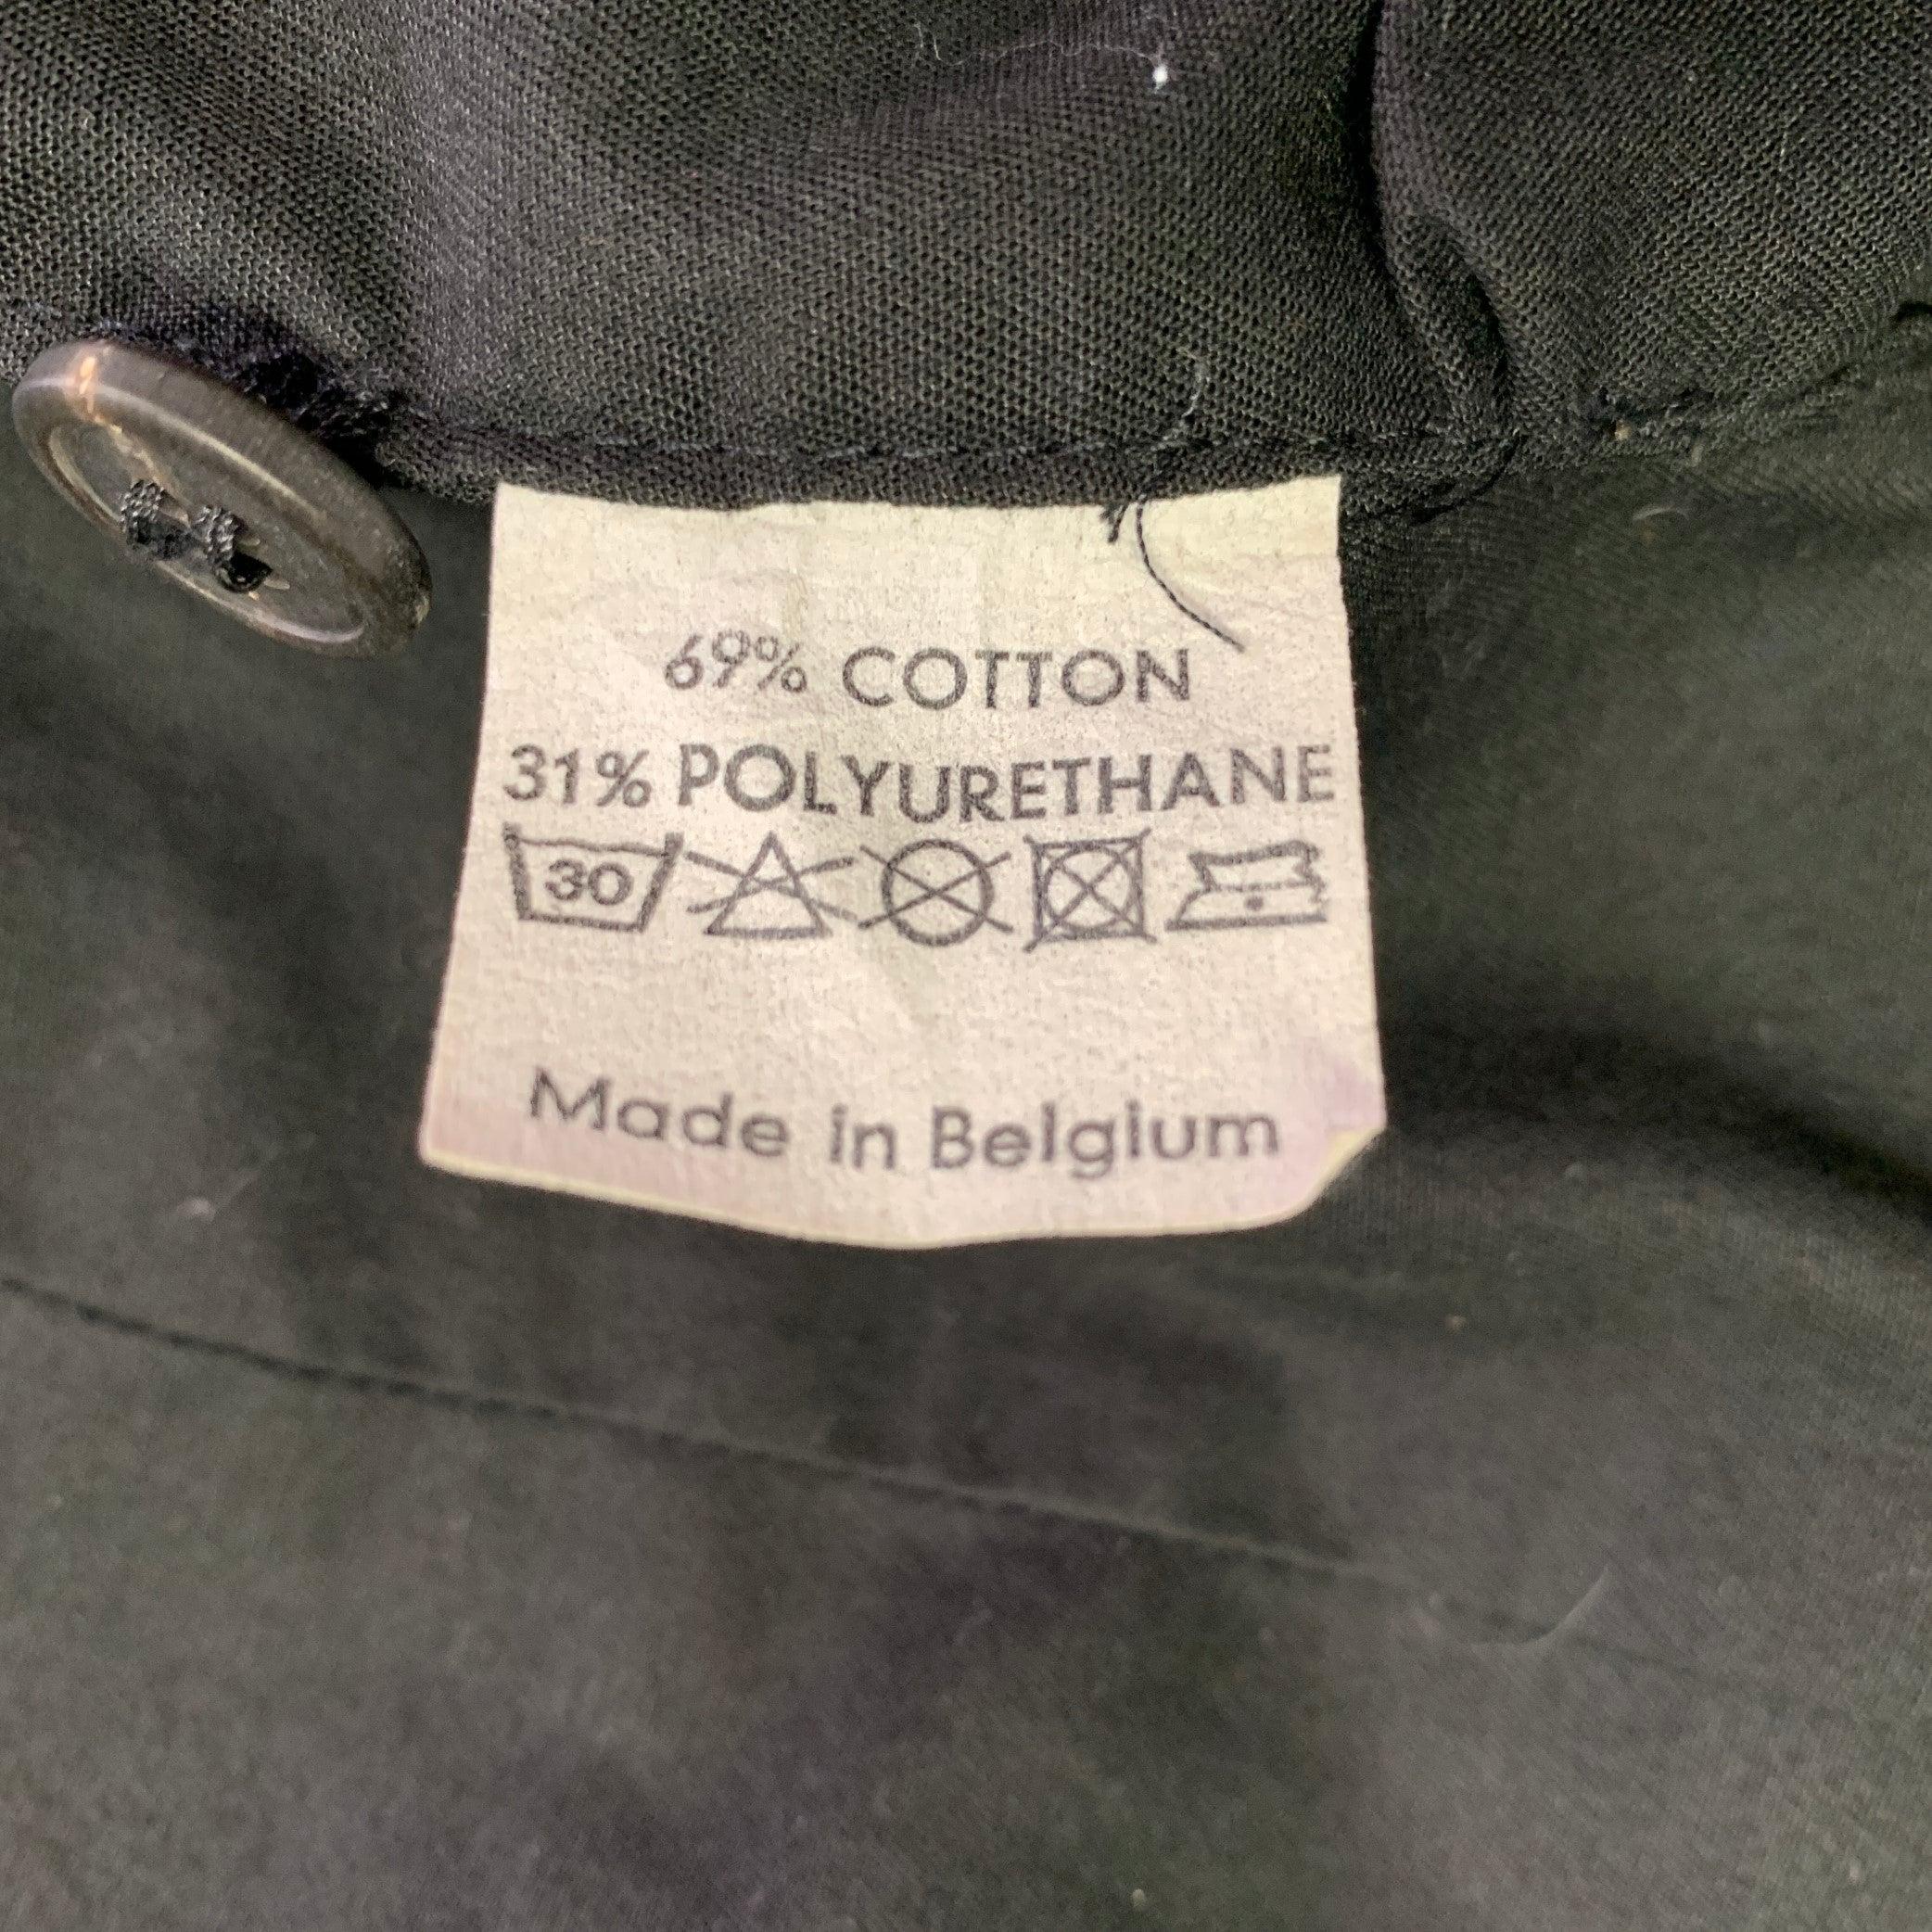 69% COTTON
31% POLYURETHANE
30
Made in Belgium